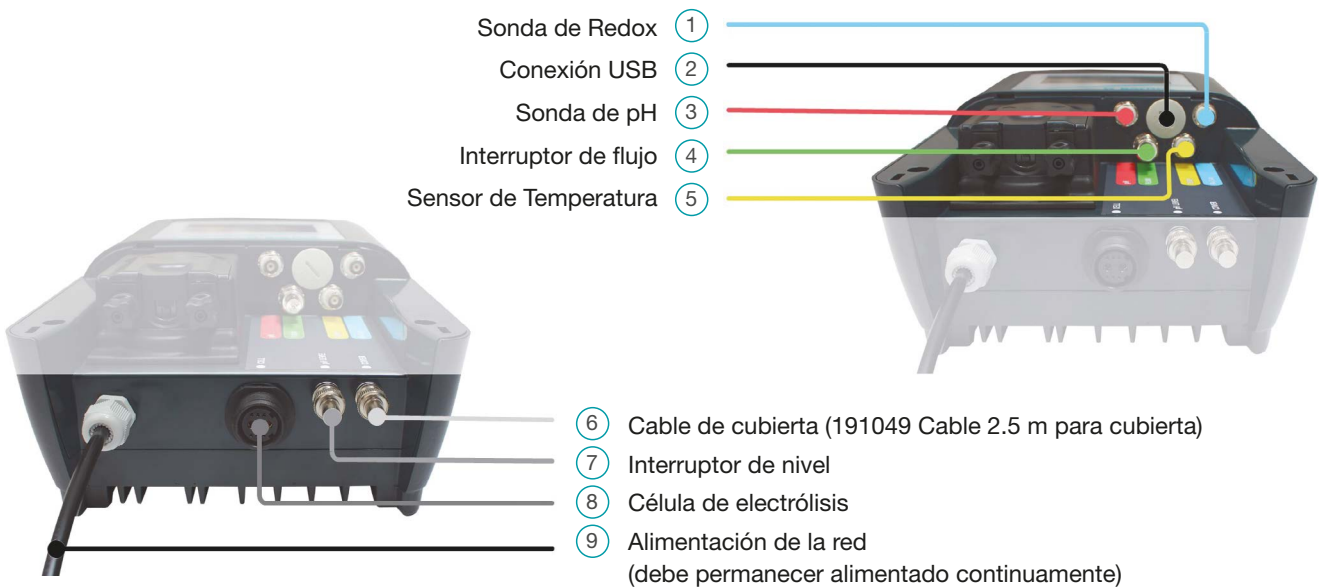 Sonda de Redox 1
Conexión USB 2
Sonda de pH 3
Interruptor de flujo 4
Sensor de Temperatura 5
6 Cable de cubierta (191049 Cable 2.5 m para cubierta)
7 Interruptor de nivel
8 Célula de electrólisis
9 Alimentación de la red
(debe permanecer alimentado continuamente)